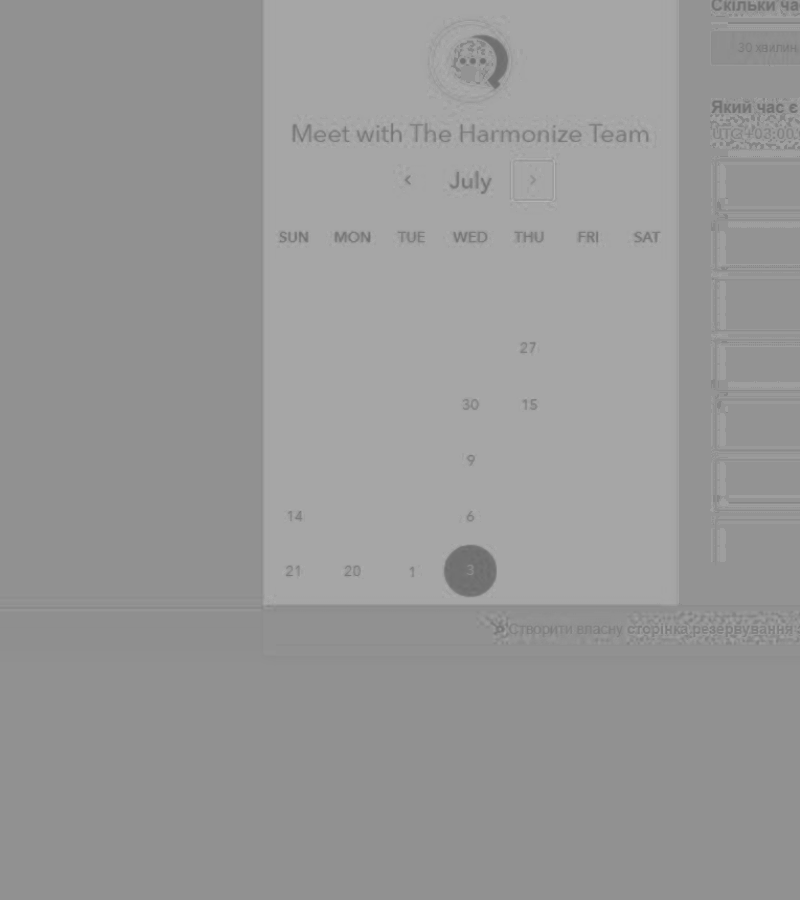 Скільки ча
30 хвилин
Meet with The Harmonize Team
Який час є
UTC+03:00
July
SUN MON TUE WED THU FRI SAT
27
30 15
9
14 6
21 20 1 3
Створити власну сторінка резервування з